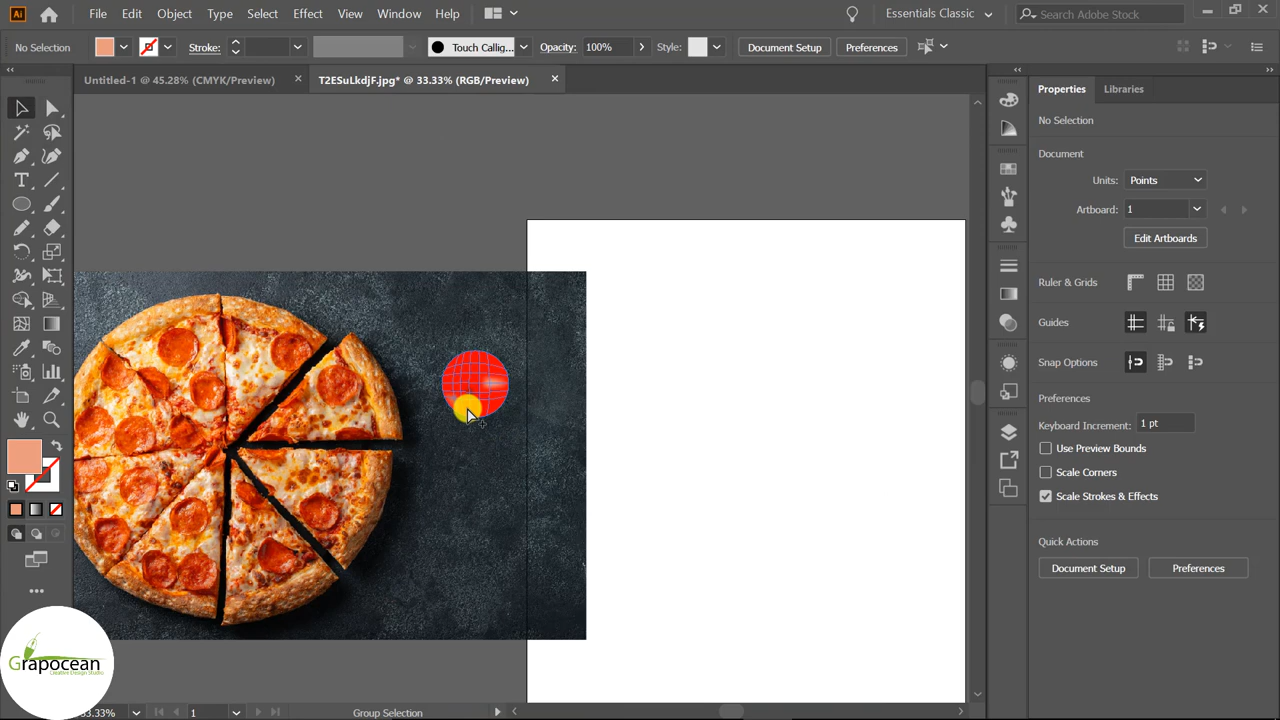 Ai File Edit Object Type Select Effect View Window Help Essentials Classic Search Adobe Stock
No Selection Stroke: Touch Callig... Opacity: 100% Style: Document Setup Preferences
Untitled-1 @ 45.28% (CMYK/Preview) × T2ESuLkdjF.jpg* @ 33.33% (RGB/Preview) ×
Properties Libraries
No Selection
Document
Units: Points
Artboard: 1
Edit Artboards
Ruler & Grids
Guides
Snap Options
Preferences
Keyboard Increment: 1 pt
Use Preview Bounds
Scale Corners
Scale Strokes & Effects
Quick Actions
Document Setup Preferences
Grapocean
Creative Design Studio
33.33% 1 Group Selection